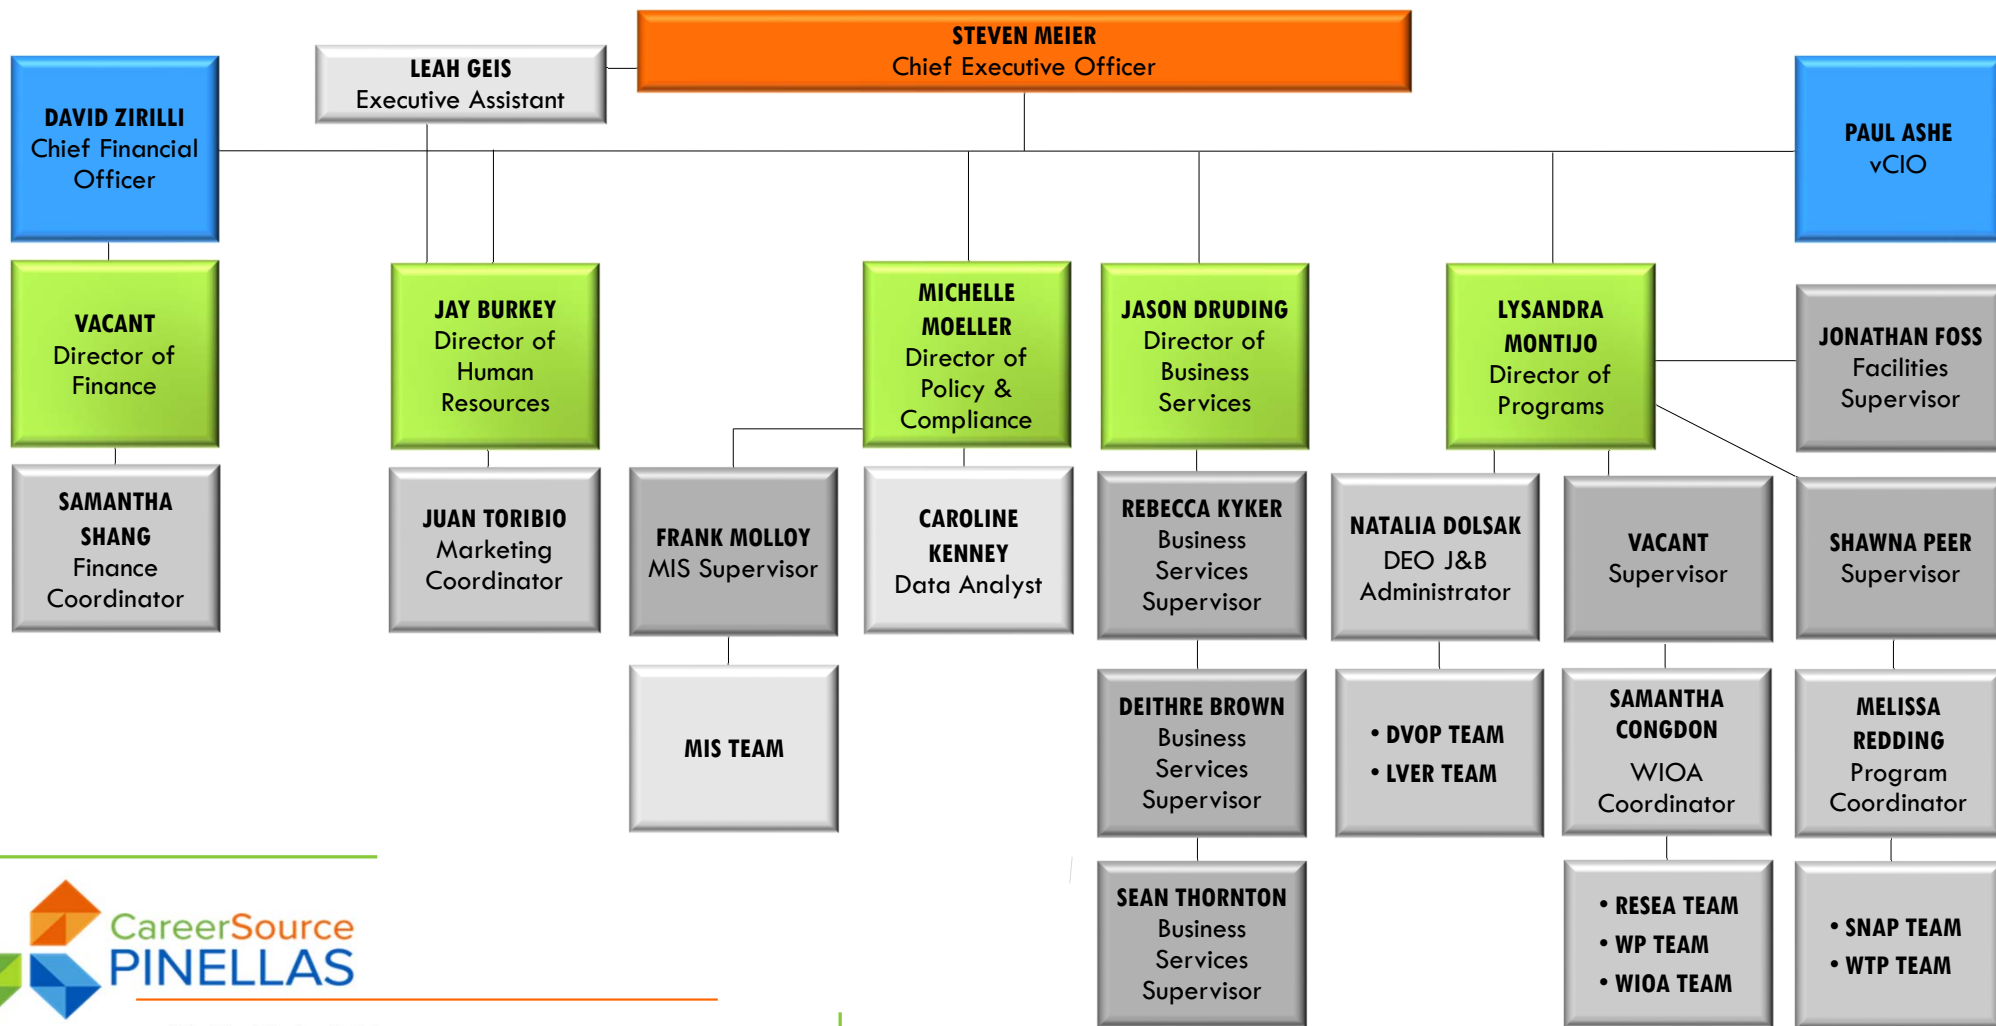 STEVEN MEIER
Chief Executive Officer
LEAH GEIS
Executive Assistant
DAVID ZIRILLI
Chief Financial
Officer
PAUL ASHE
vCIO
VACANT
Director of
Finance
JAY BURKEY
Director of
Human
Resources
MICHELLE
MOELLER
Director of
Policy &
Compliance
JASON DRUDING
Director of
Business
Services
LYSANDRA
MONTIJO
Director of
Programs
JONATHAN FOSS
Facilities
Supervisor
SAMANTHA
SHANG
Finance
Coordinator
JUAN TORIBIO
Marketing
Coordinator
FRANK MOLLOY
MIS Supervisor
CAROLINE
KENNEY
Data Analyst
REBECCA KYKER
Business
Services
Supervisor
NATALIA DOLSAK
DEO J&B
Administrator
VACANT
Supervisor
SHAWNA PEER
Supervisor
MIS TEAM
DEITHRE BROWN
Business
Services
Supervisor
• DVOP TEAM
• LVER TEAM
SAMANTHA
CONGDON
WIOA
Coordinator
MELISSA
REDDING
Program
Coordinator
SEAN THORNTON
Business
Services
Supervisor
• RESEA TEAM
• WP TEAM
• WIOA TEAM
• SNAP TEAM
• WTP TEAM
CareerSource
PINELLAS